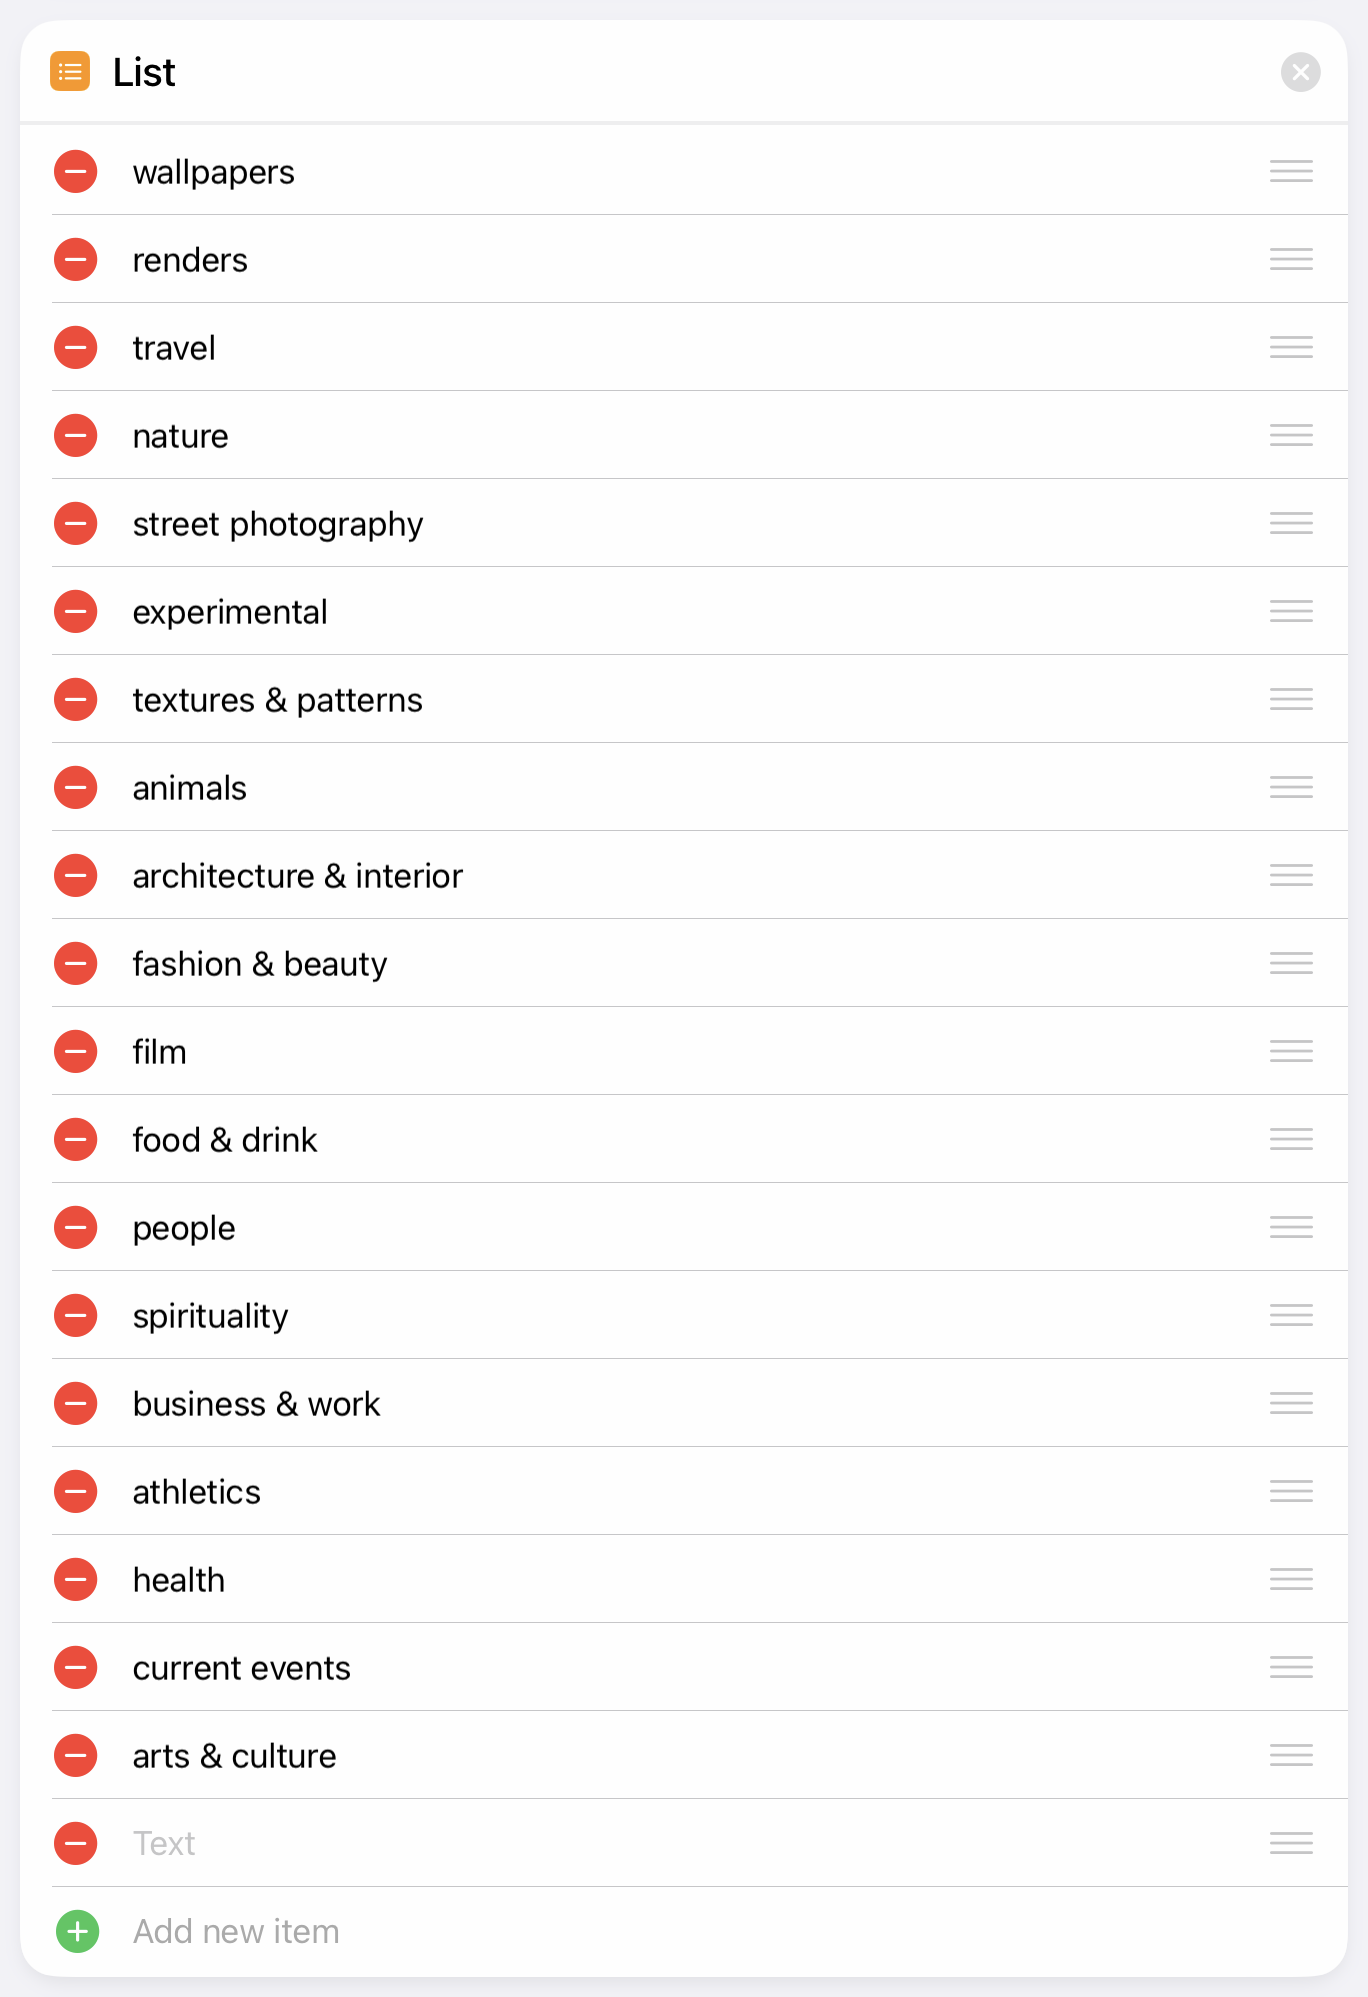 List
wallpapers
renders
travel
nature
street photography
experimental
textures & patterns
animals
architecture & interior
fashion & beauty
film
food & drink
people
spirituality
business & work
athletics
health
current events
arts & culture
Text
Add new item